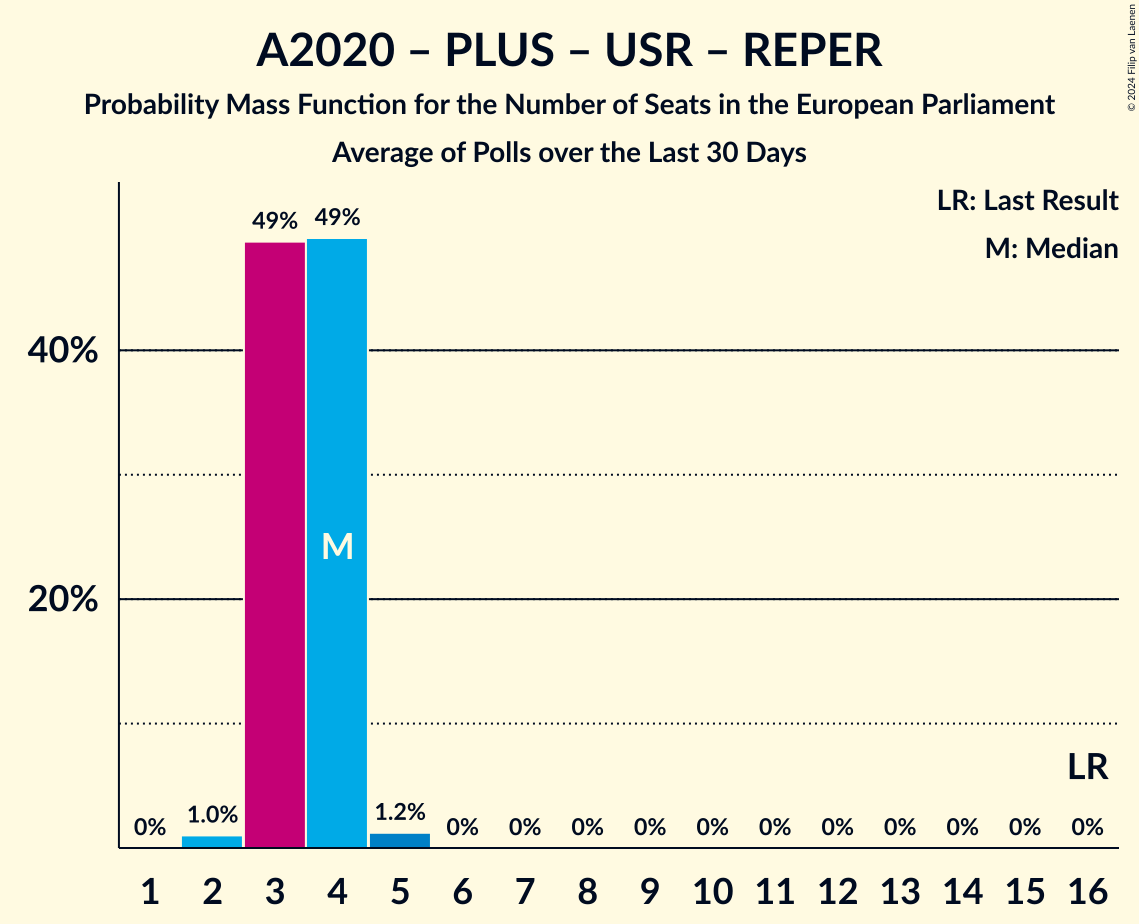 A2020 – PLUS – USR – REPER
Probability Mass Function for the Number of Seats in the European Parliament
Average of Polls over the Last 30 Days
© 2024 Filip van Laenen
LR: Last Result
M: Median
49% 49%
40%
M
20%
LR
0% 1.0% 1.2% 0% 0% 0% 0% 0% 0% 0% 0% 0% 0% 0%
1 2 3 4 5 6 7 8 9 10 11 12 13 14 15 16